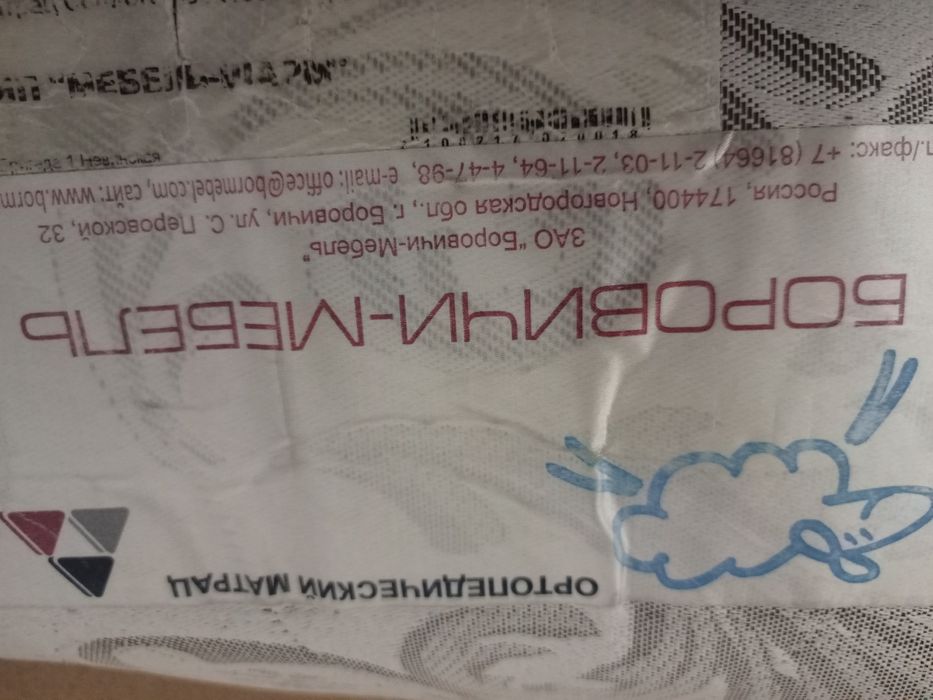 ОРТОПЕДИЧЕСКИЙ МАТРАЦ
БОРОВИЧИ-МЕБЕЛЬ
ЗАО "Боровичи-Мебель"
Россия, 174400, Новгородская обл., г. Боровичи, ул. С. Перовской, 32
л./факс: +7 (81664) 2-11-03, 2-11-64, 4-47-98, e-mail: office@bormebel.com, сайт: www.borm
"МЕБЕЛЬ-